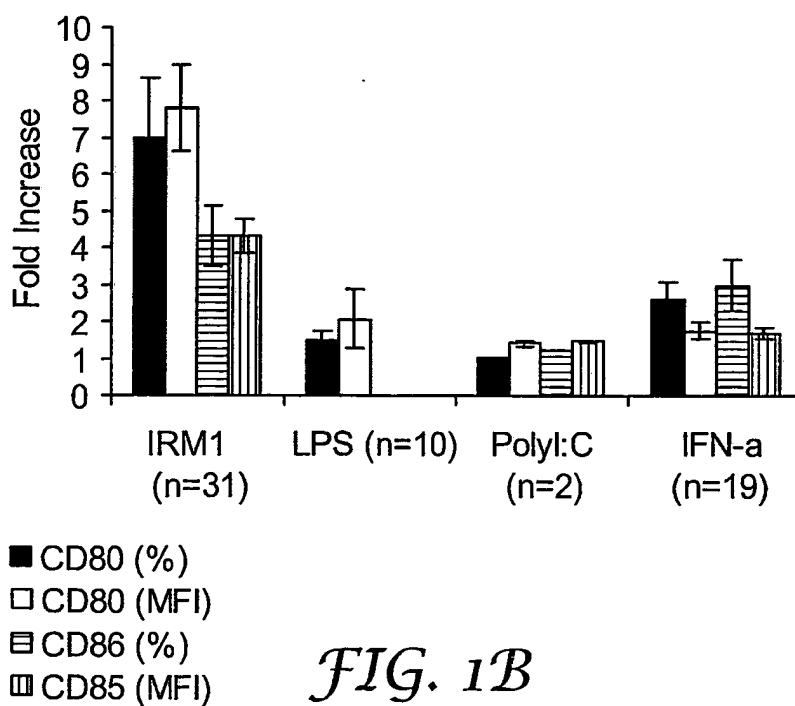 10
9
8
7
6
5
4
3
2
1
0
Fold Increase
IRM1
(n=31)
LPS (n=10)
PolyI:C
(n=2)
IFN-a
(n=19)
CD80 (%)
CD80 (MFI)
CD86 (%)
CD85 (MFI)
FIG. 1B